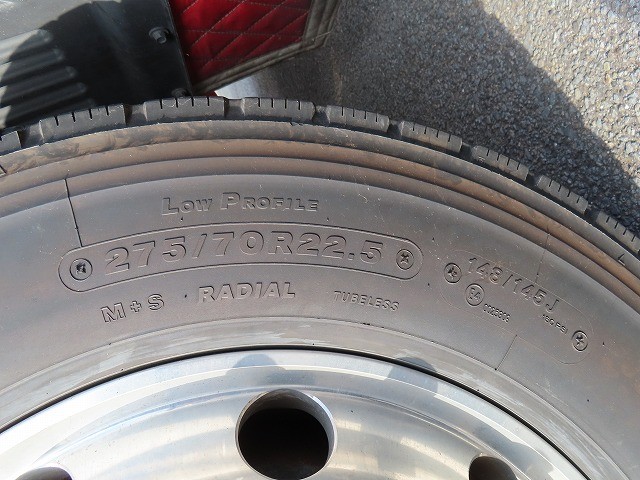 LOW PROFILE
275/70R22.5
148/145J
M+S RADIAL TUBELESS